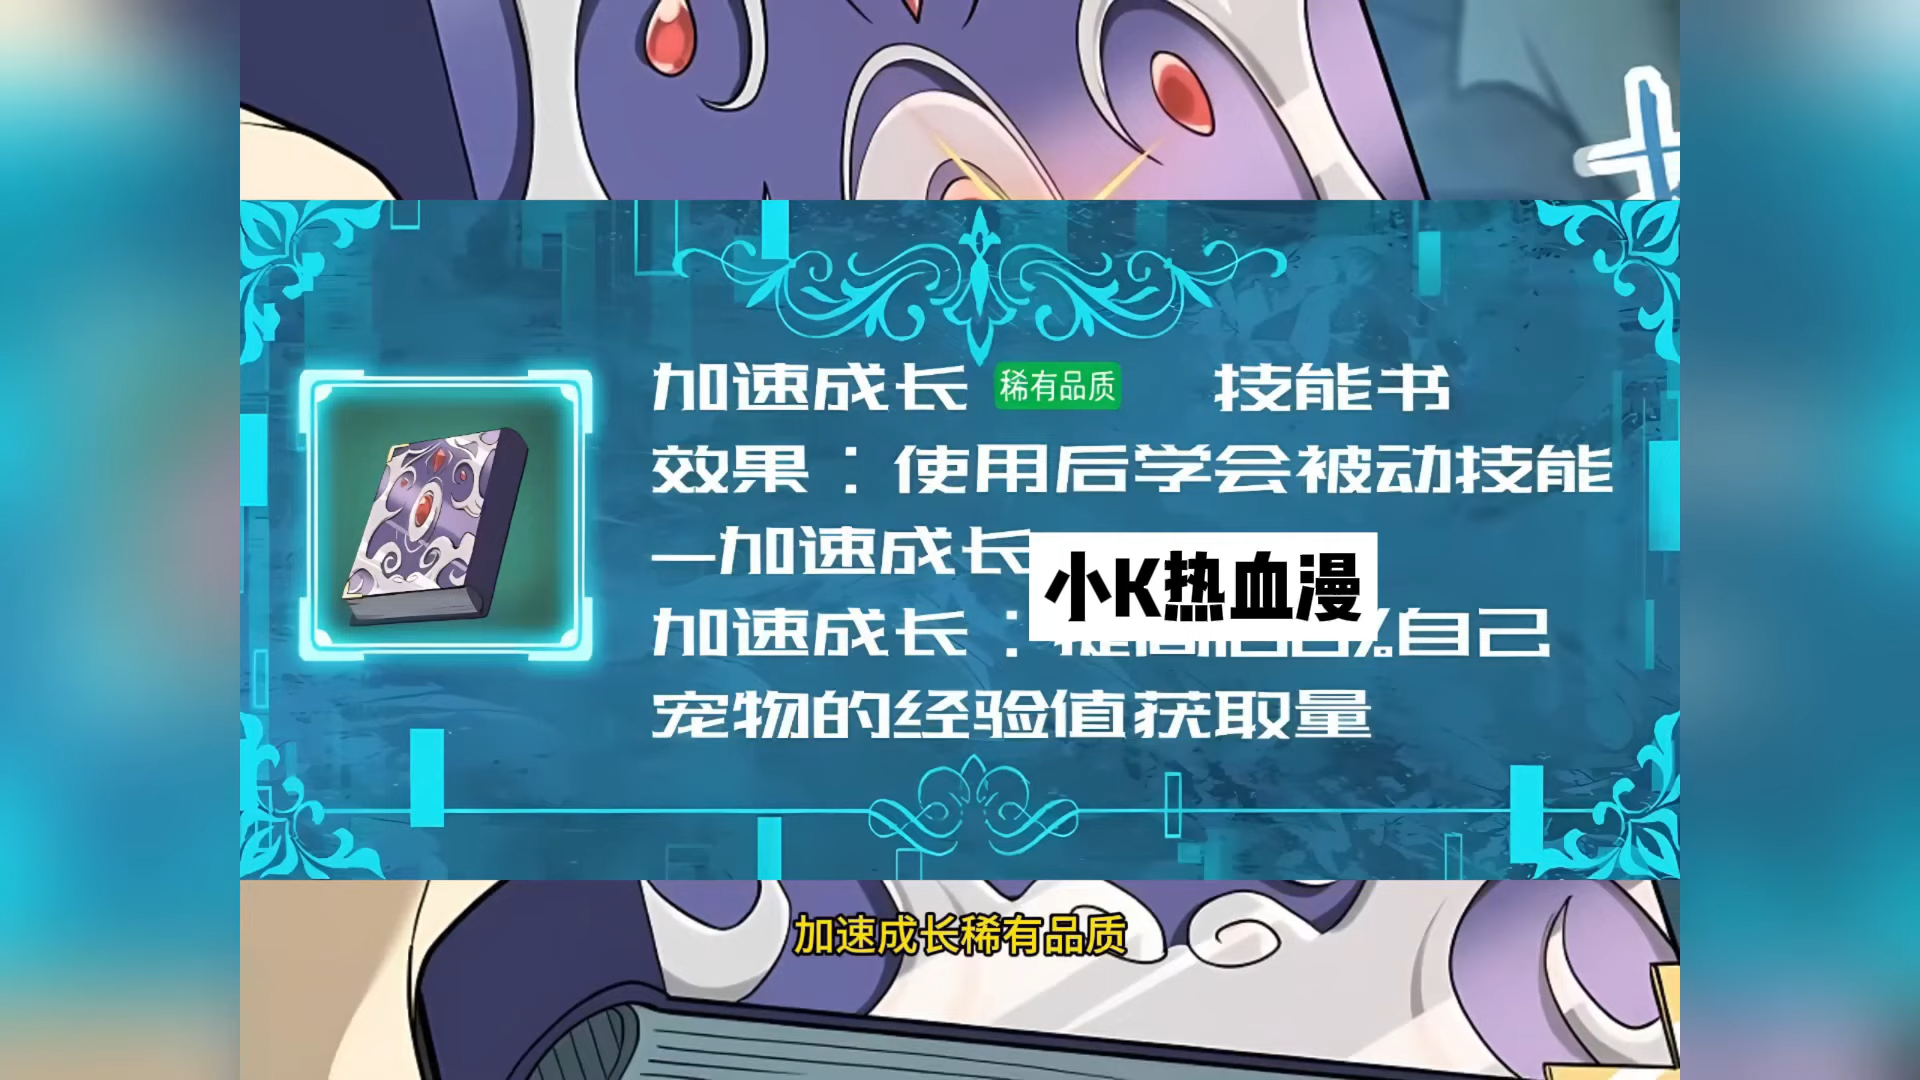 加速成长 稀有品质 技能书
效果：使用后学会被动技能
—加速成长
小K热血漫
加速成长： %自己
宠物的经验值获取量
加速成长稀有品质